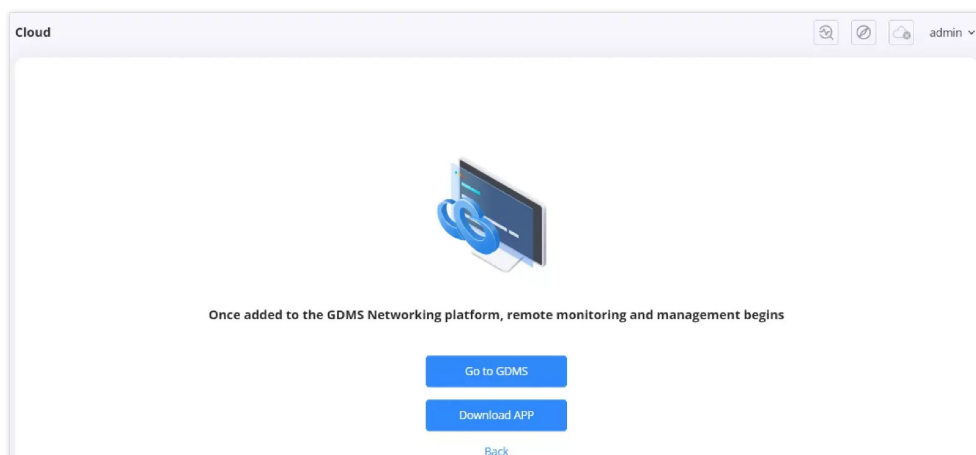 Cloud
admin
Once added to the GDMS Networking platform, remote monitoring and management begins
Go to GDMS
Download APP
Back